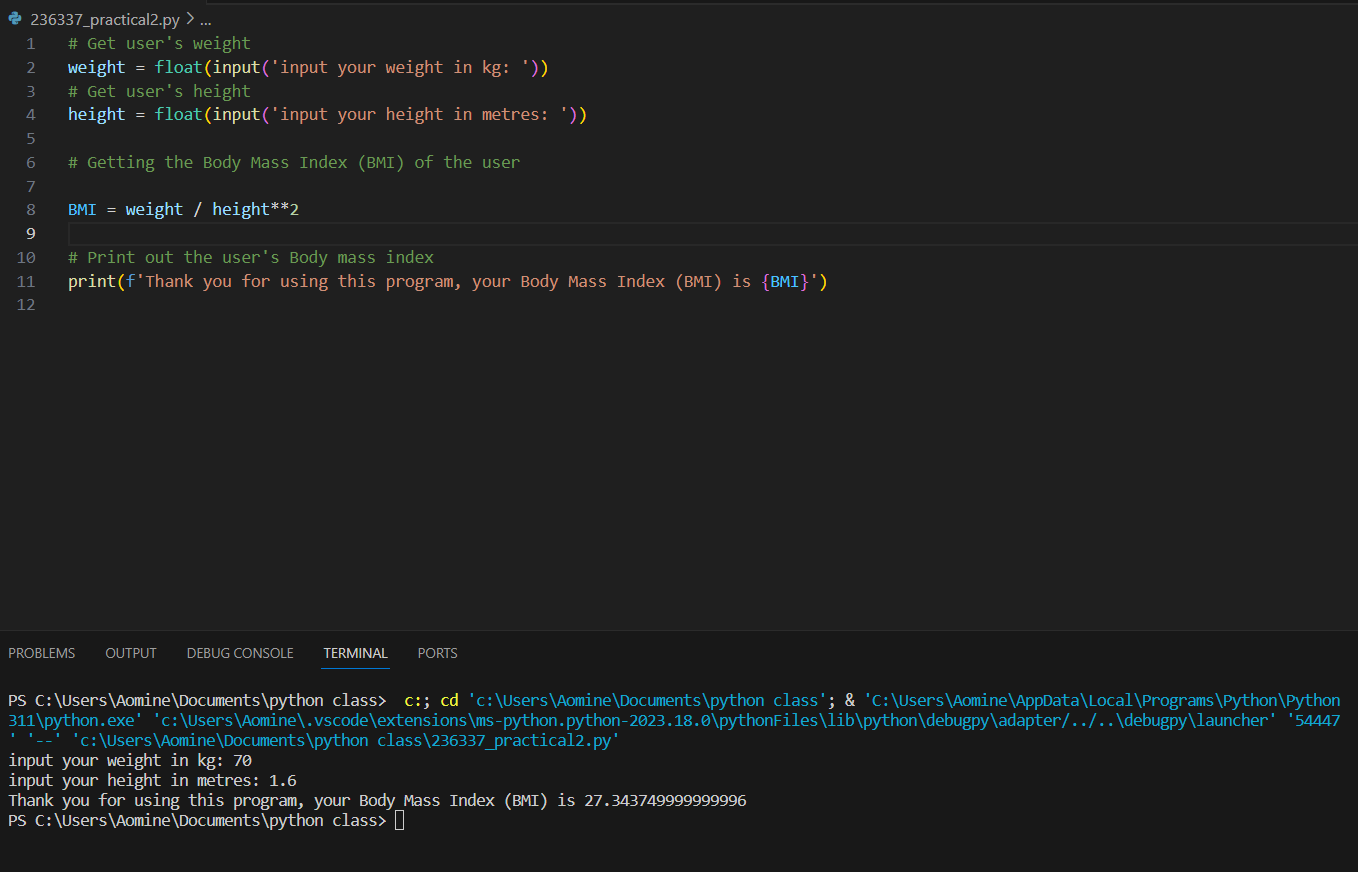 236337_practical2.py > ...
1 # Get user's weight
2 weight = float(input('input your weight in kg: '))
3 # Get user's height
4 height = float(input('input your height in metres: '))
5
6 # Getting the Body Mass Index (BMI) of the user
7
8 BMI = weight / height**2
9
10 # Print out the user's Body mass index
11 print(f'Thank you for using this program, your Body Mass Index (BMI) is {BMI}')
12
PROBLEMS OUTPUT DEBUG CONSOLE TERMINAL PORTS
PS C:\Users\Aomine\Documents\python class>  c:; cd 'c:\Users\Aomine\Documents\python class'; & 'C:\Users\Aomine\AppData\Local\Programs\Python\Python
311\python.exe' 'c:\Users\Aomine\.vscode\extensions\ms-python.python-2023.18.0\pythonFiles\lib\python\debugpy\adapter/../..\debugpy\launcher' '54447
' '--' 'c:\Users\Aomine\Documents\python class\236337_practical2.py'
input your weight in kg: 70
input your height in metres: 1.6
Thank you for using this program, your Body Mass Index (BMI) is 27.343749999999996
PS C:\Users\Aomine\Documents\python class>